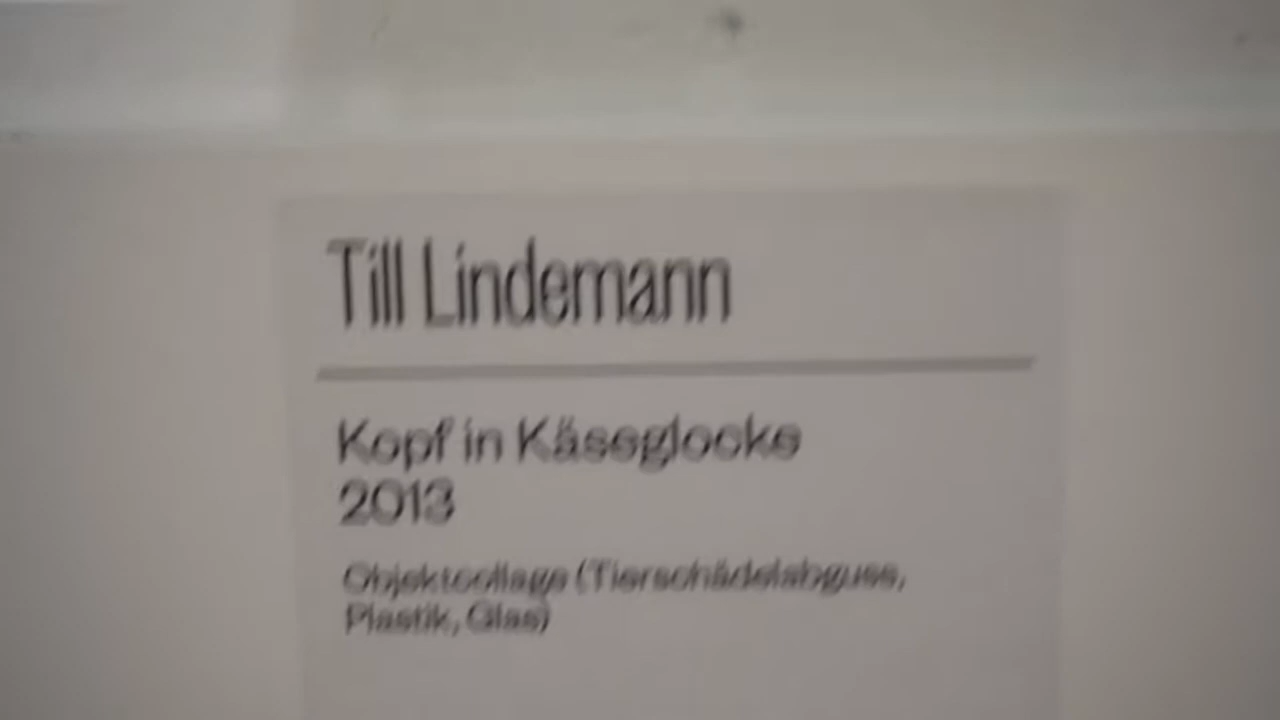 Till Lindemann
Kopf in Käseglocke
2013
Objektcollage (Tierschädelabguss,
Plastik, Glas)